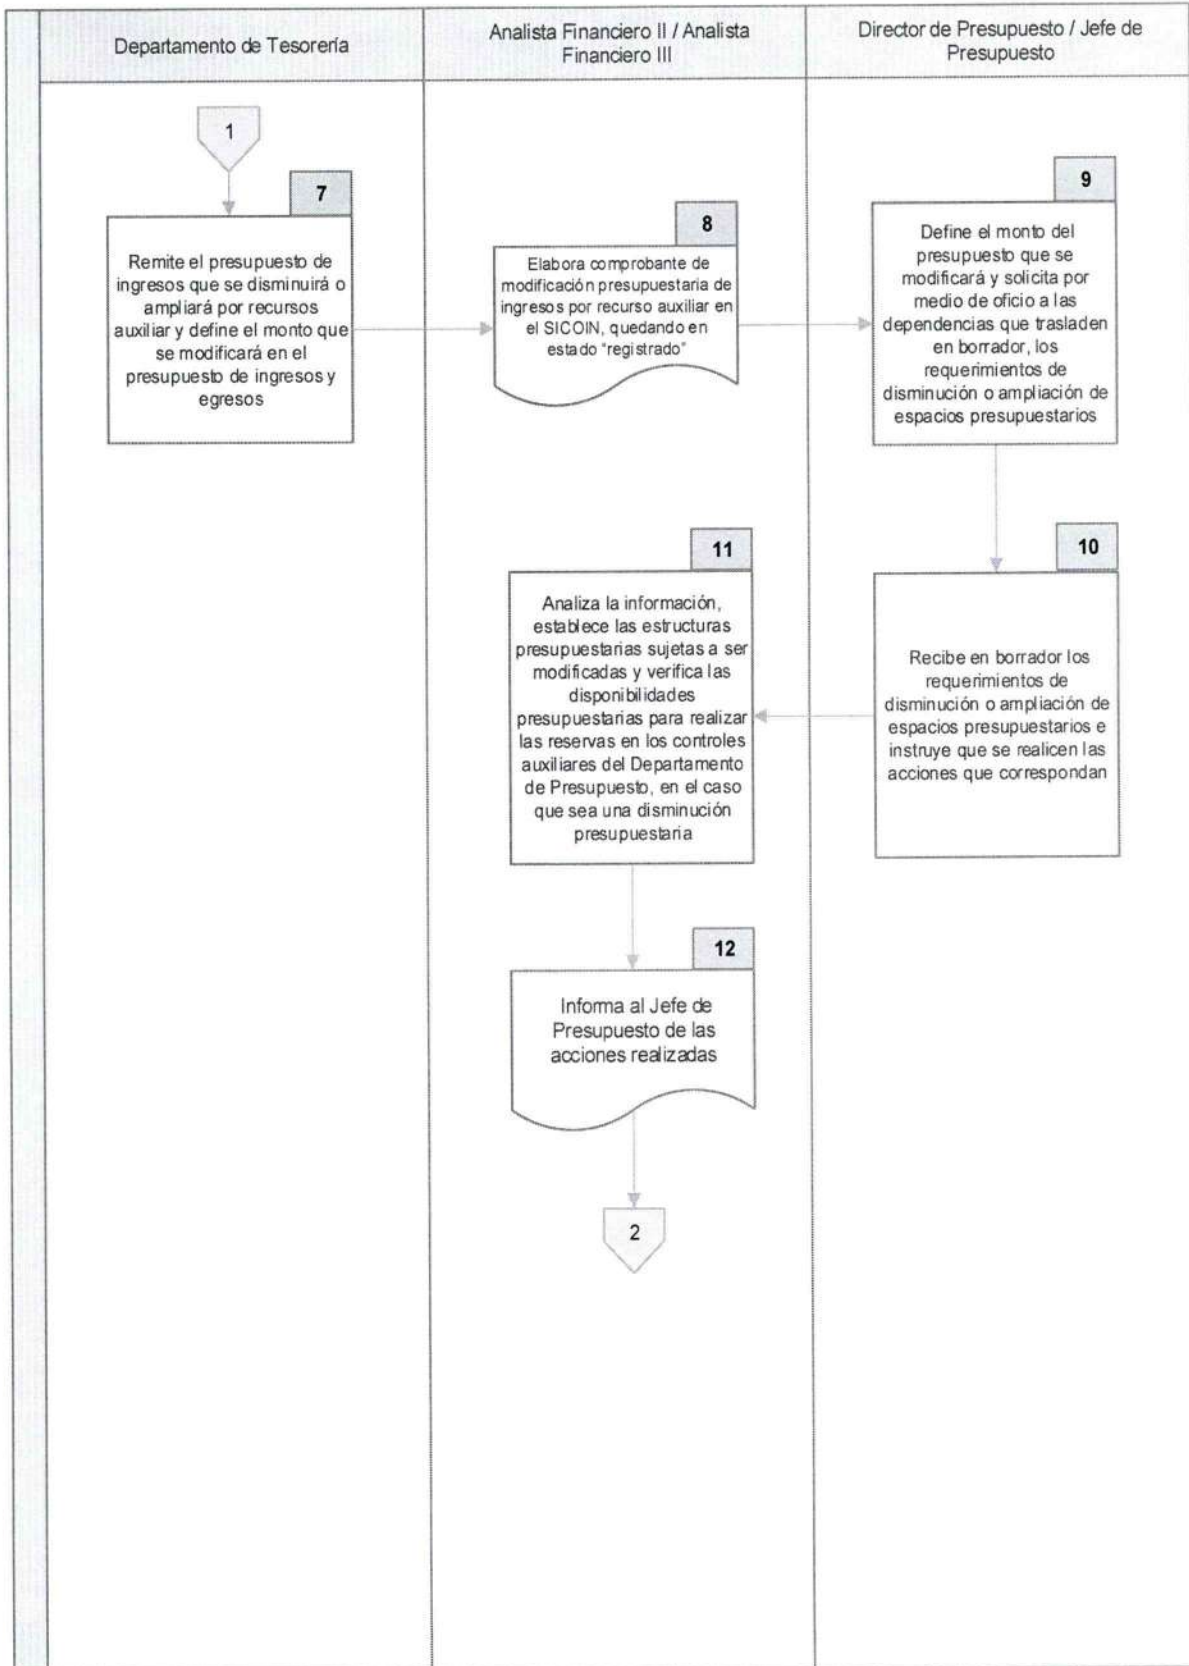 Departamento de Tesorería
Analista Financiero II / Analista
Financiero III
Director de Presupuesto / Jefe de
Presupuesto
1
7
Remite el presupuesto de
ingresos que se disminuirá o
ampliará por recursos
auxiliar y define el monto que
se modificará en el
presupuesto de ingresos y
egresos
8
Elabora comprobante de
modificación presupuestaria de
ingresos por recurso auxiliar en
el SICOIN, quedando en
estado "registrado"
9
Define el monto del
presupuesto que se
modificará y solicita por
medio de oficio a las
dependencias que trasladen
en borrador, los
requerimientos de
disminución o ampliación de
espacios presupuestarios
10
Recibe en borrador los
requerimientos de
disminución o ampliación de
espacios presupuestarios e
instruye que se realicen las
acciones que correspondan
11
Analiza la información,
establece las estructuras
presupuestarias sujetas a ser
modificadas y verifica las
disponibilidades
presupuestarias para realizar
las reservas en los controles
auxiliares del Departamento
de Presupuesto, en el caso
que sea una disminución
presupuestaria
12
Informa al Jefe de
Presupuesto de las
acciones realizadas
2